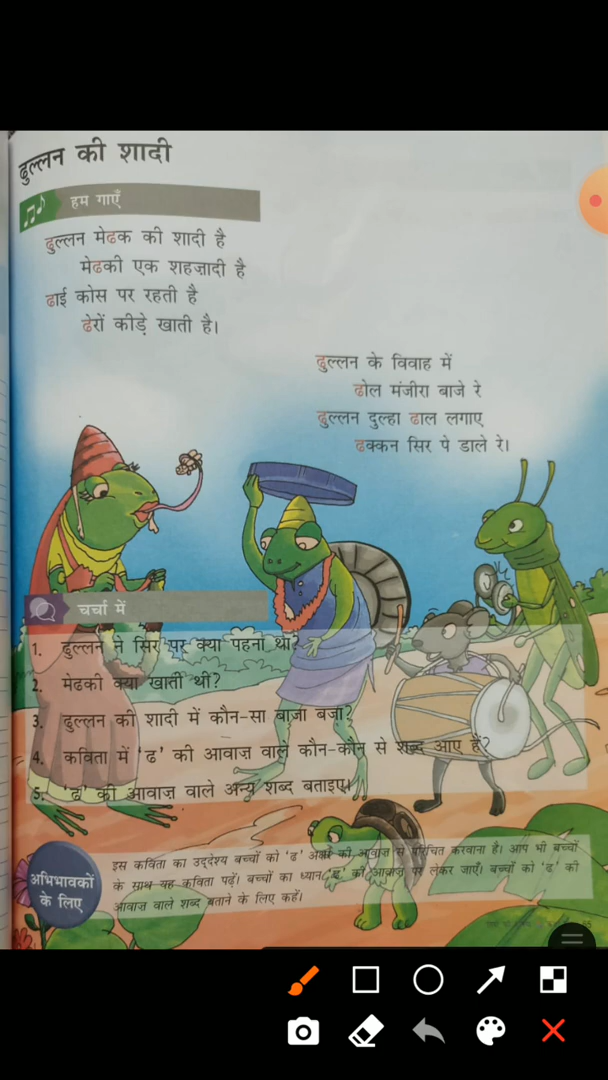 ढुल्लन की शादी
हम गाएँ
ढुल्लन मेढक की शादी है
मेढकी एक शहज़ादी है
ढाई कोस पर रहती है
ढेरों कीड़े खाती है।
ढुल्लन के विवाह में
ढोल मंजीरा बाजे रे
ढुल्लन दुल्हा ढाल लगाए
ढक्कन सिर पे डाले रे।
चर्चा में
1. ढुल्लन ने सिर पर क्या पहना था?
2. मेढकी क्या खाती थी?
3. ढुल्लन की शादी में कौन-सा बाजा बजा?
4. कविता में 'ढ' की आवाज़ वाले कौन-कौन से शब्द आए हैं?
5. 'ढ' की आवाज़ वाले अन्य शब्द बताइए।
अभिभावकों
के लिए
इस कविता का उद्देश्य बच्चों को 'ढ' अक्षर की आवाज़ से परिचित करवाना है। आप भी बच्चों
के साथ यह कविता पढ़ें। बच्चों का ध्यान 'ढ' की आवाज़ पर लेकर जाएँ। बच्चों को 'ढ' की
आवाज़ वाले शब्द बताने के लिए कहें।